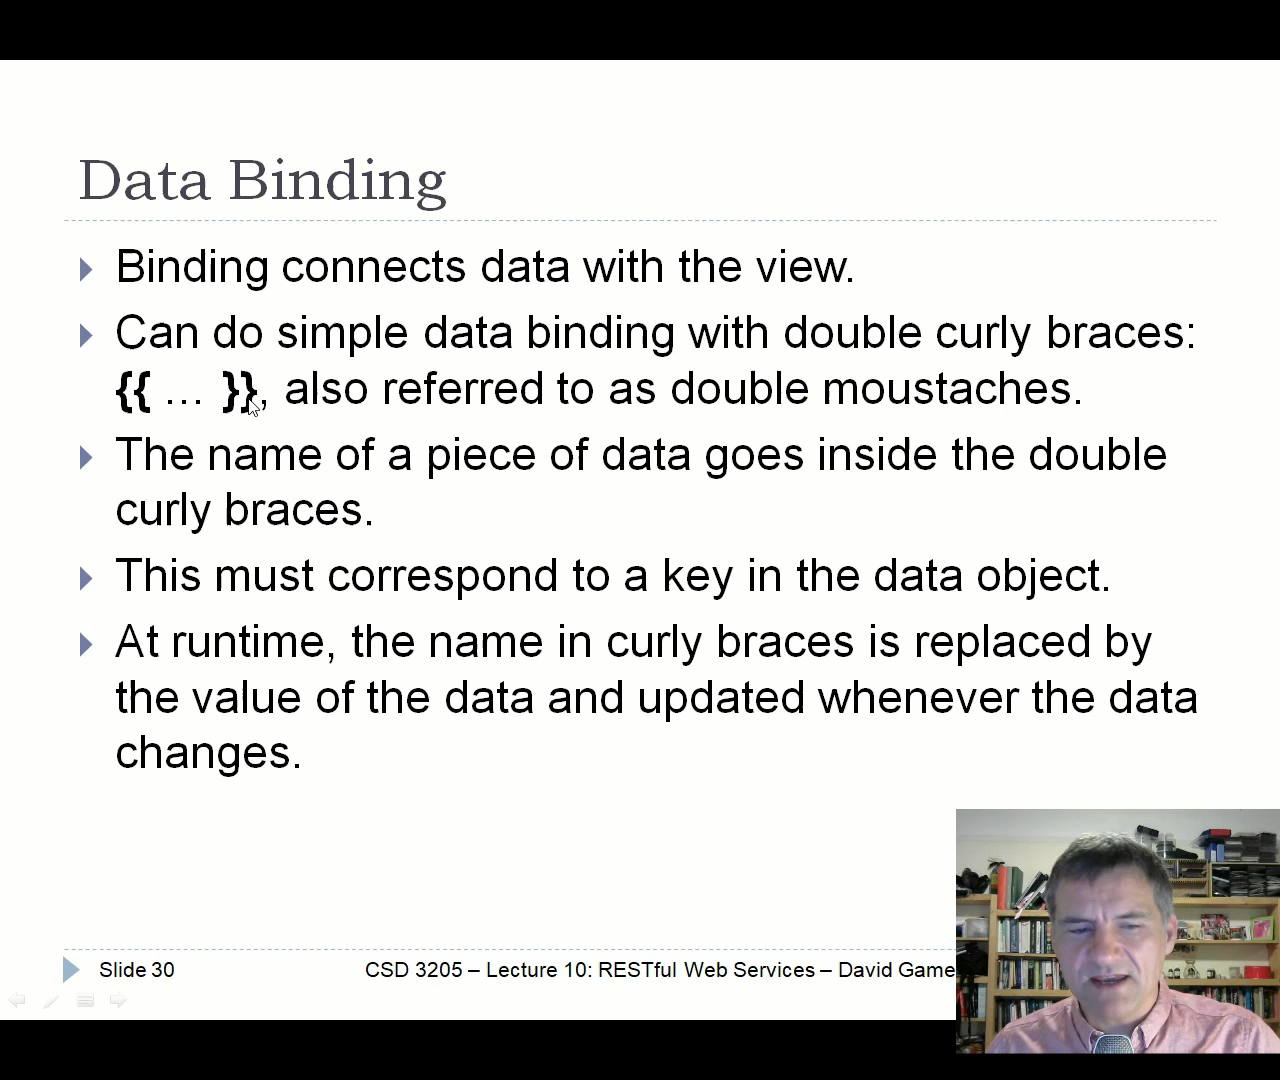 Data Binding
Binding connects data with the view.
Can do simple data binding with double curly braces:
{{ … }}, also referred to as double moustaches.
The name of a piece of data goes inside the double
curly braces.
This must correspond to a key in the data object.
At runtime, the name in curly braces is replaced by
the value of the data and updated whenever the data
changes.
Slide 30
CSD 3205 – Lecture 10: RESTful Web Services – David Game